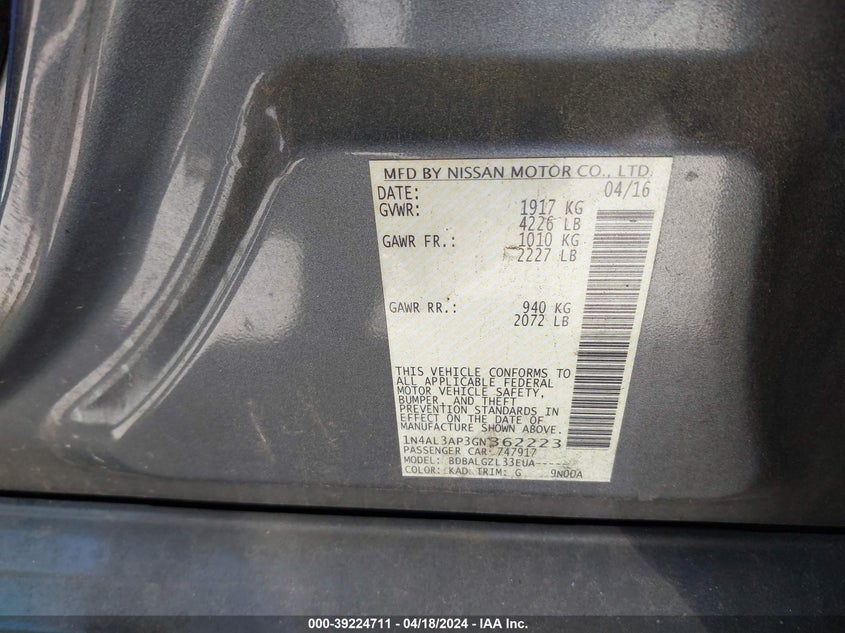 MFD BY NISSAN MOTOR CO., LTD.
DATE: 04/16
GVWR: 1917 KG
4226 LB
GAWR FR.: 1010 KG
2227 LB
GAWR RR.: 940 KG
2072 LB
THIS VEHICLE CONFORMS TO
ALL APPLICABLE FEDERAL
MOTOR VEHICLE SAFETY,
BUMPER, AND THEFT
PREVENTION STANDARDS IN
EFFECT ON THE DATE OF
MANUFACTURE SHOWN ABOVE.
1N4AL3AP3GN362223
PASSENGER CAR 747917
MODEL: BDBALGZL33EUA-----
COLOR: KAD TRIM: G 9N00A
000-39224711 - 04/18/2024 - IAA Inc.